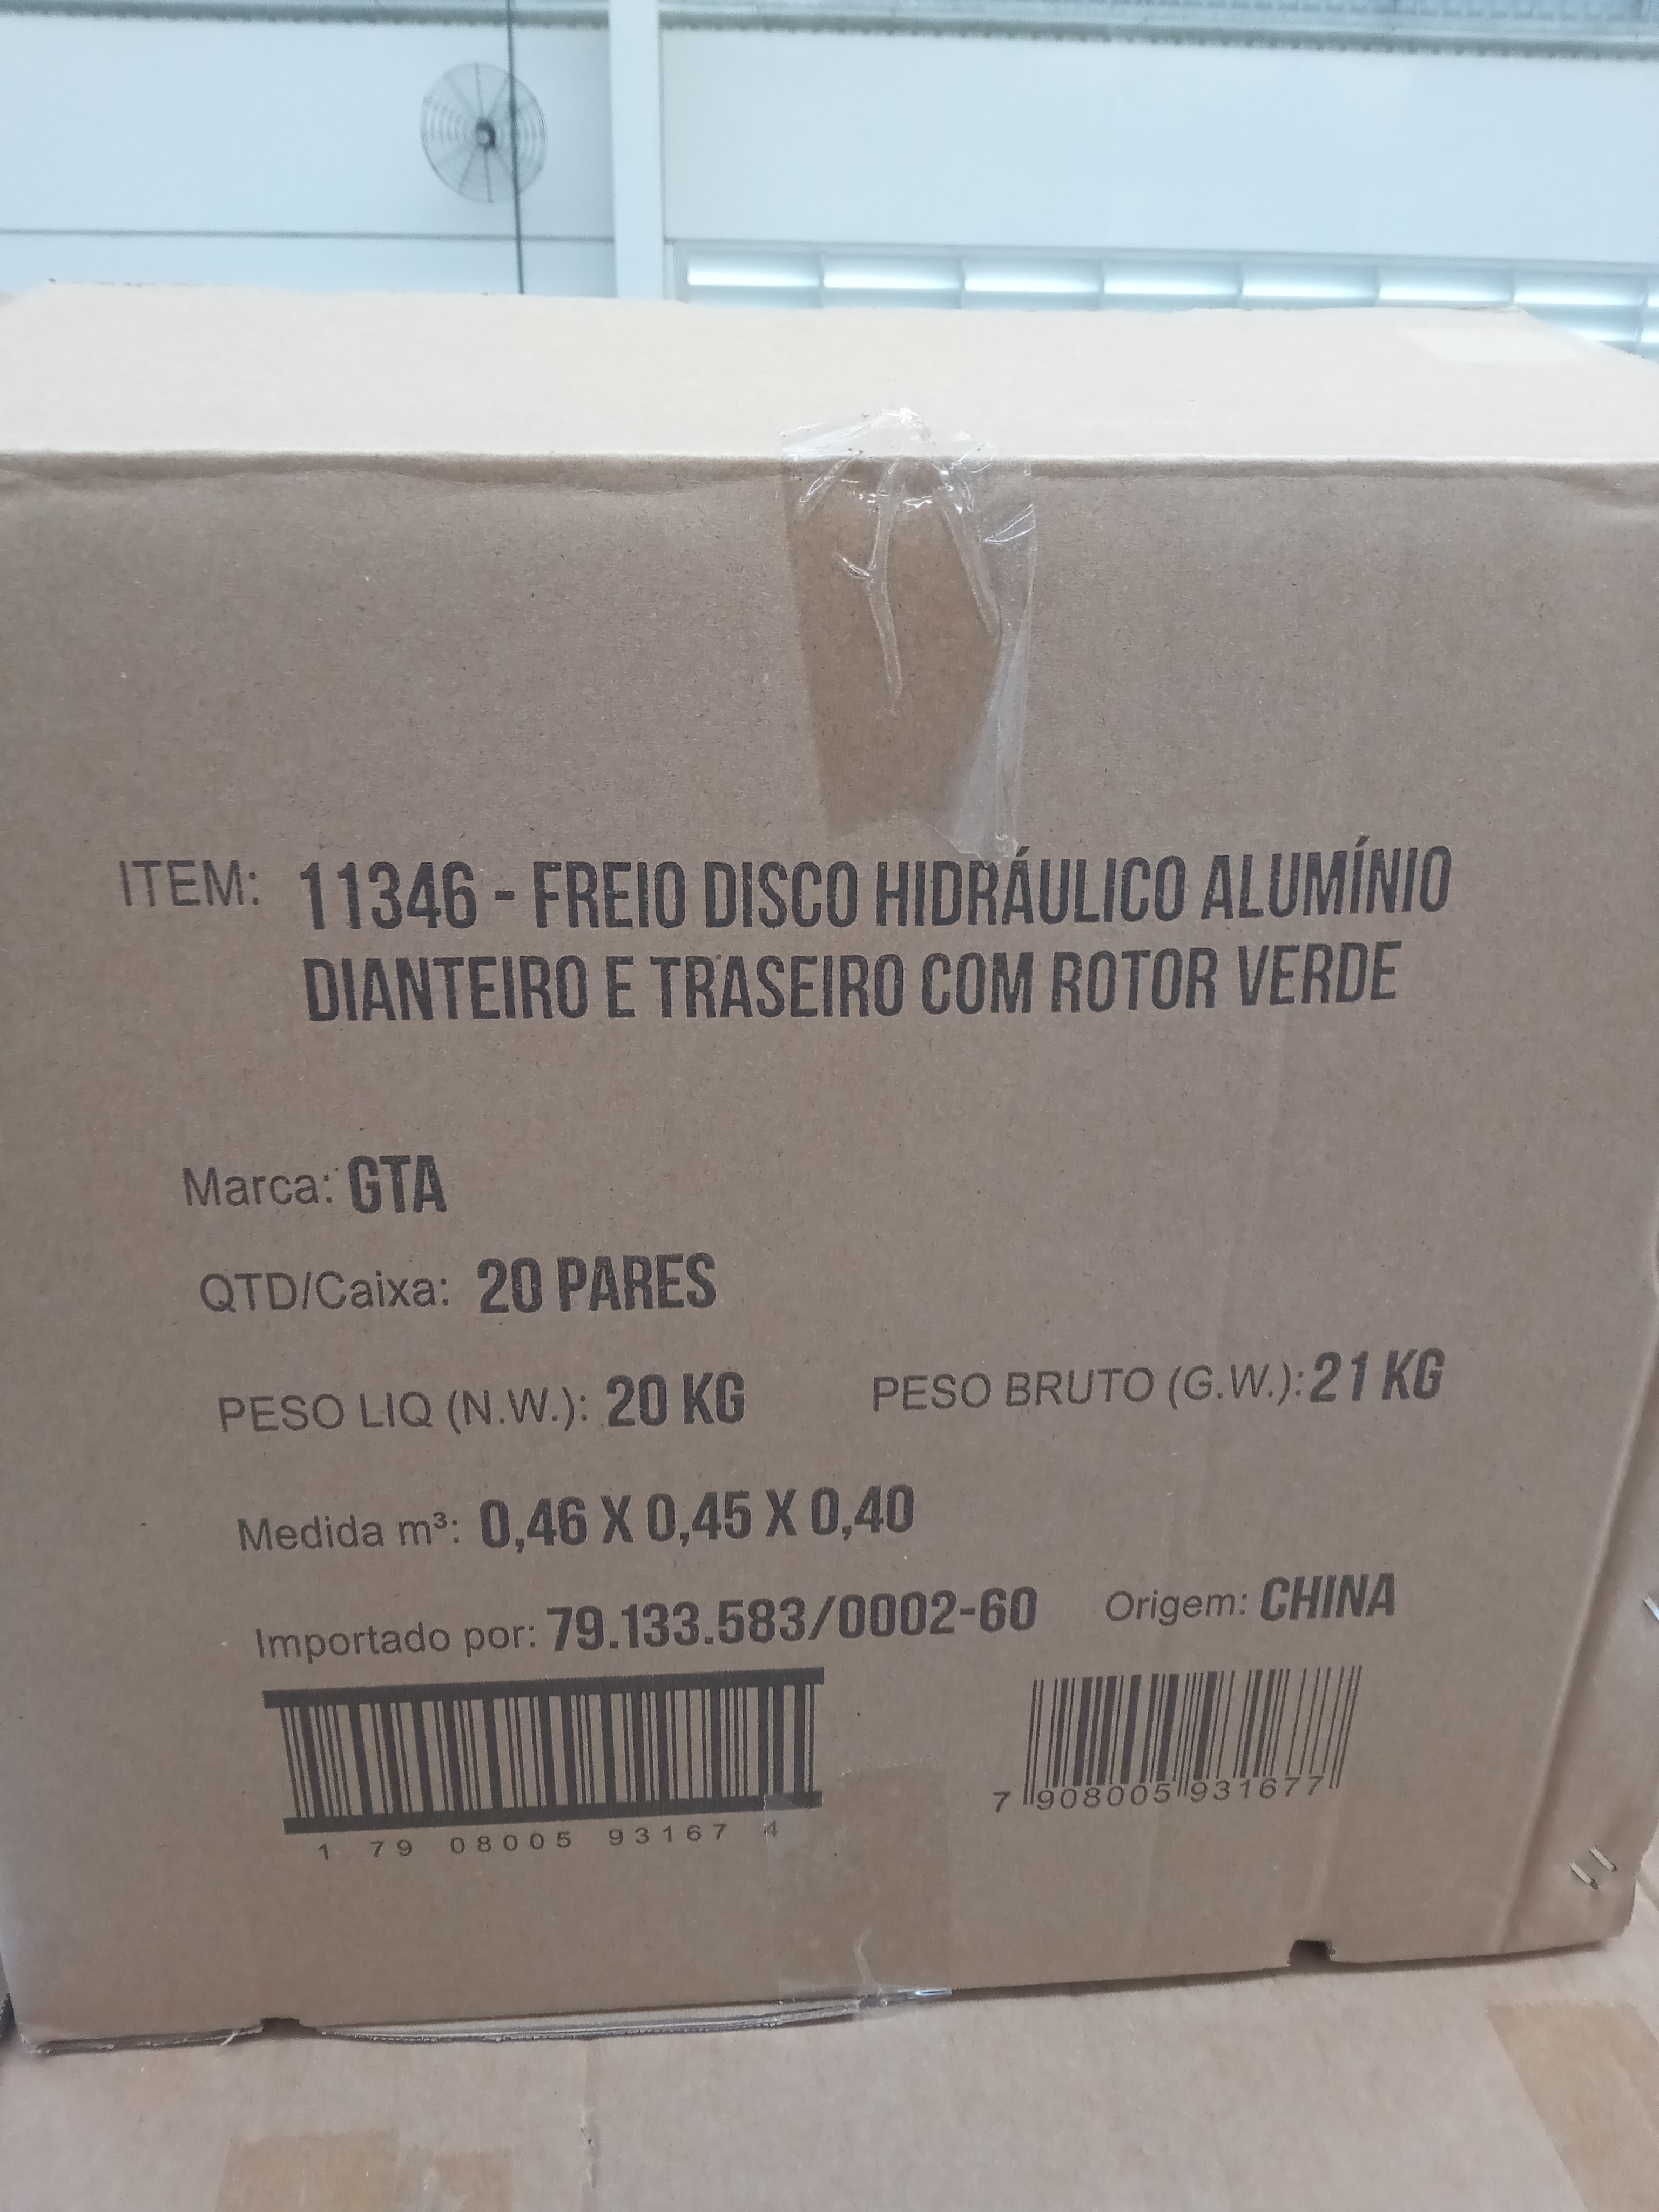 ITEM: 11346 - FREIO DISCO HIDRÁULICO ALUMÍNIO
DIANTEIRO E TRASEIRO COM ROTOR VERDE
Marca: GTA
QTD/Caixa: 20 PARES
PESO LIQ (N.W.): 20 KG PESO BRUTO (G.W.): 21 KG
Medida m³: 0,46 X 0,45 X 0,40
Importado por: 79.133.583/0002-60 Origem: CHINA
1 79 08005 93167 4
7 908005 931677